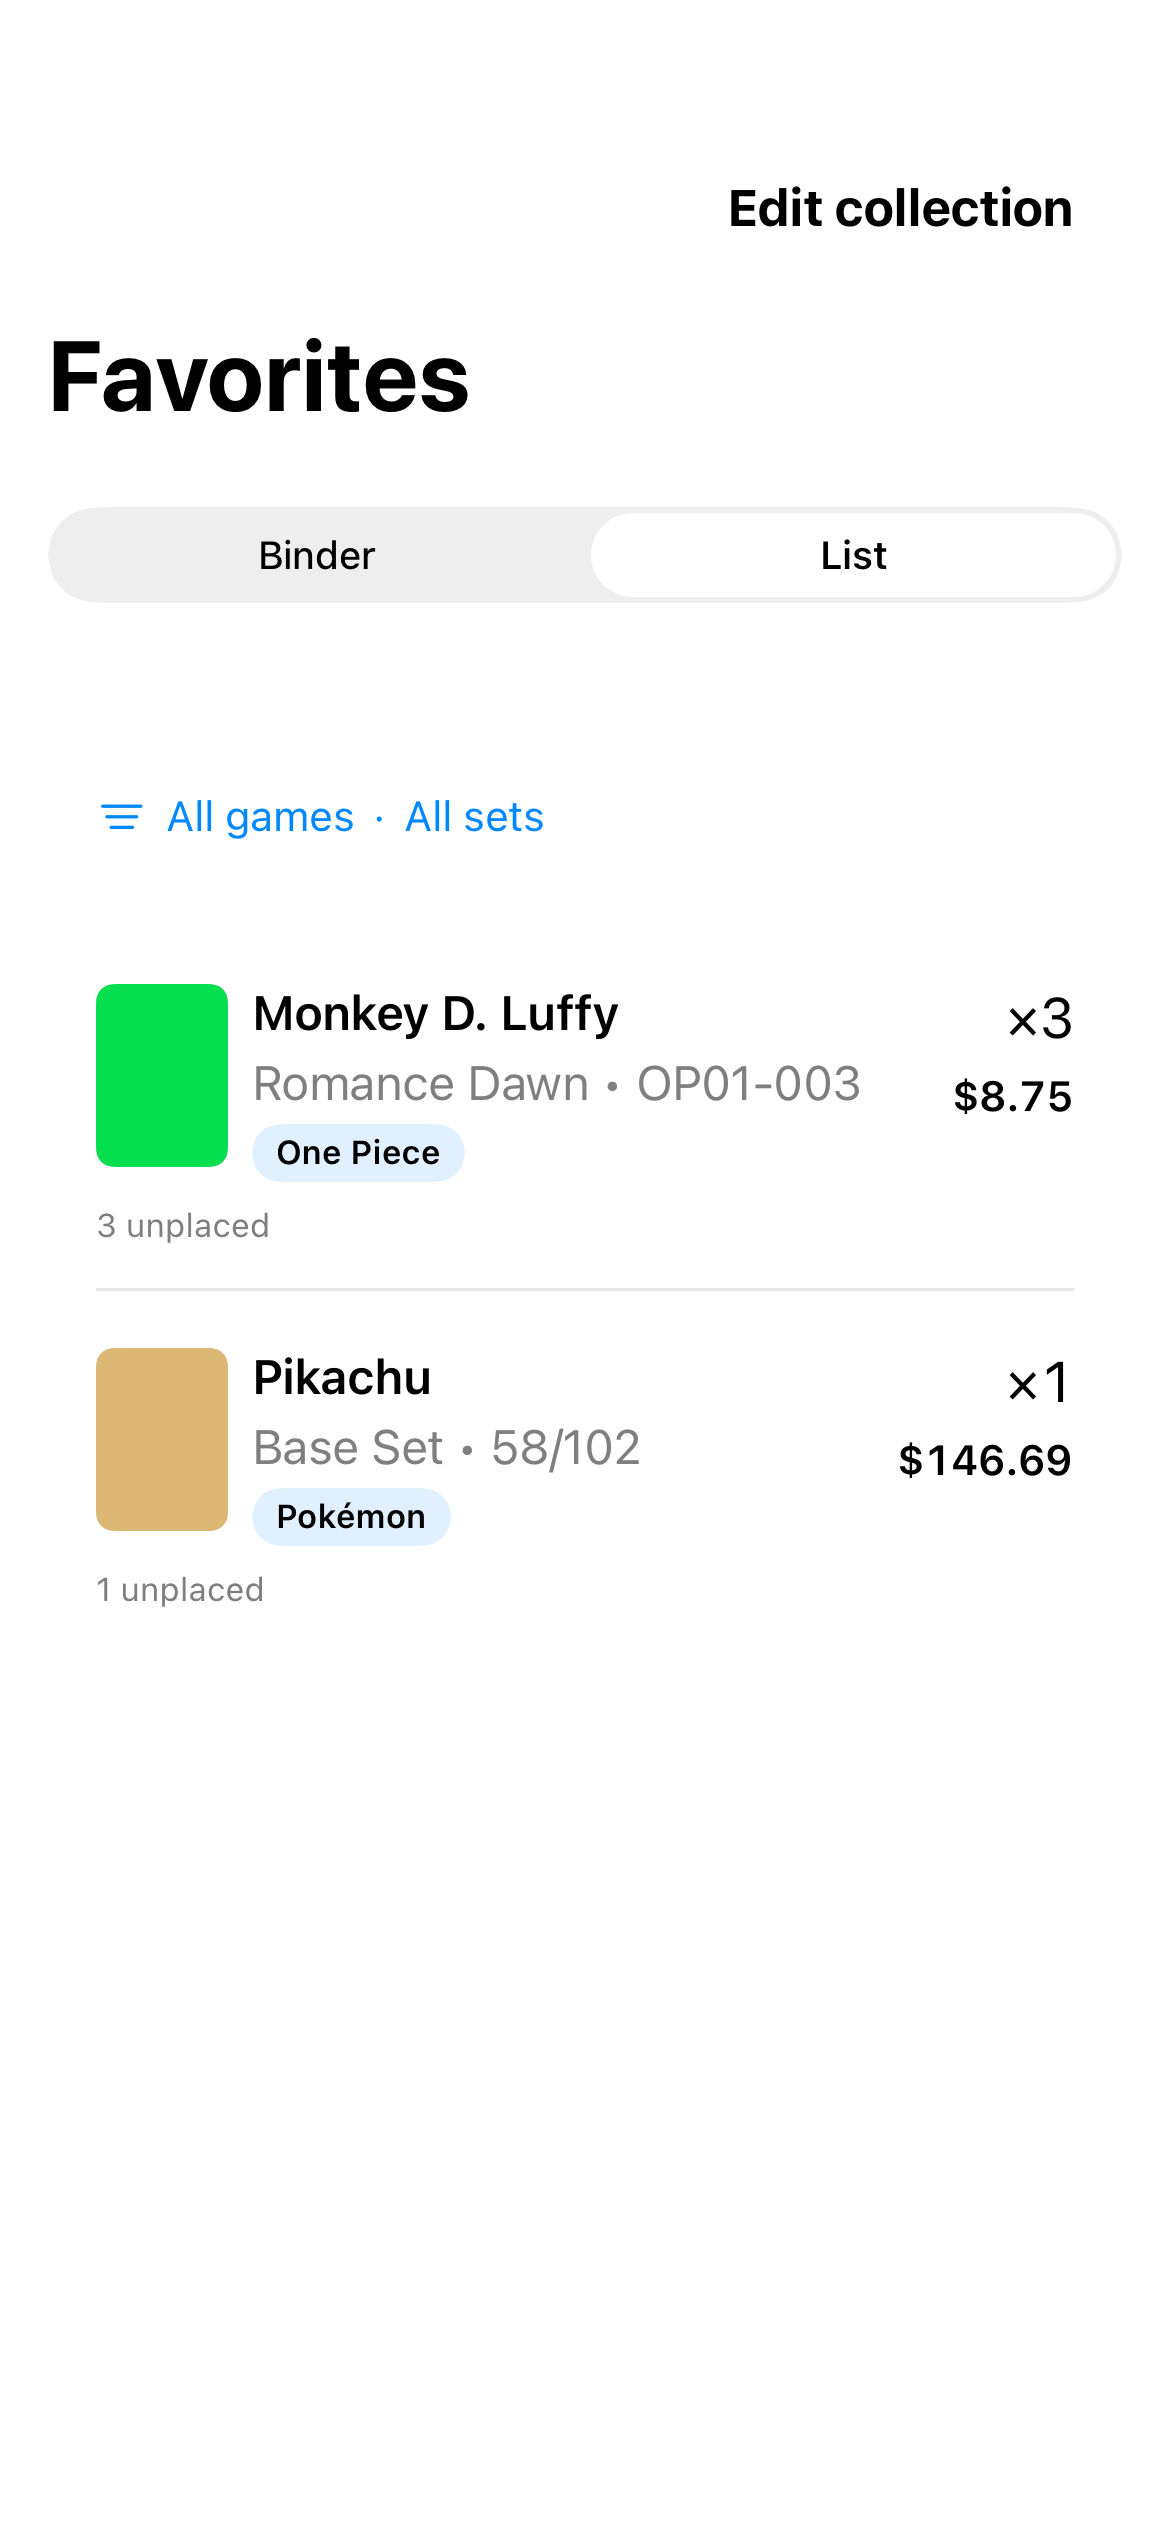 Edit collection
Favorites
Binder List
All games · All sets
Monkey D. Luffy ×3
Romance Dawn • OP01-003 $8.75
One Piece
3 unplaced
Pikachu ×1
Base Set • 58/102 $146.69
Pokémon
1 unplaced